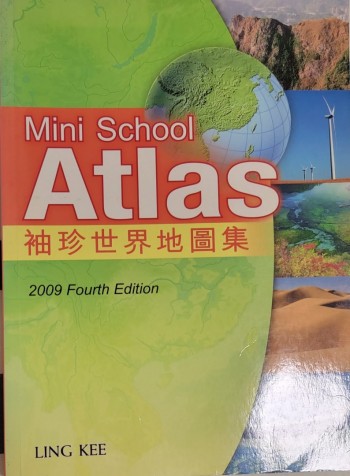 Mini School
Atlas
袖珍世界地圖集
2009 Fourth Edition
LING KEE